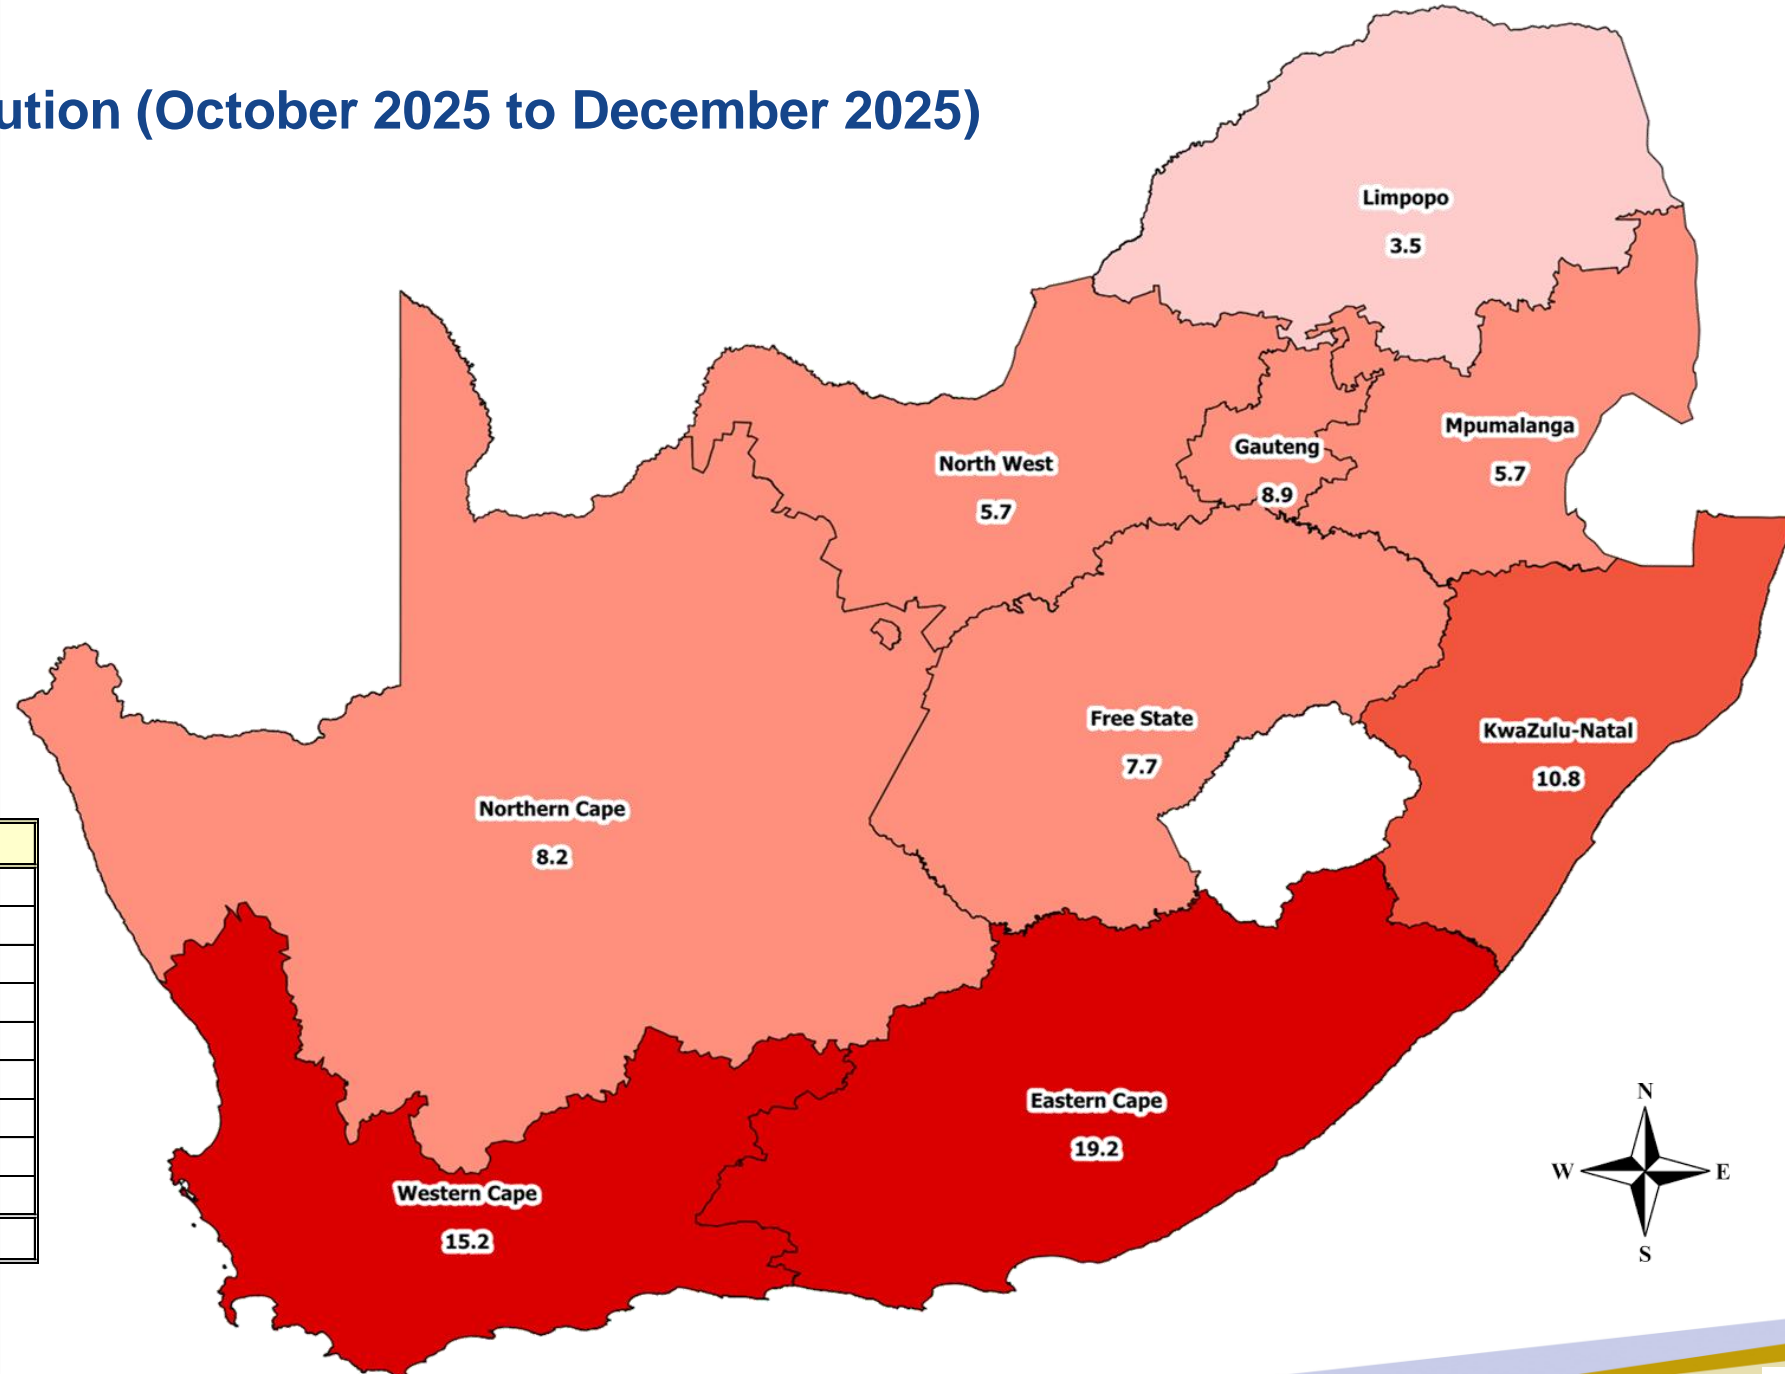 ution (October 2025 to December 2025)
Limpopo
3.5
Mpumalanga
5.7
Gauteng
8.9
North West
5.7
Free State
7.7
KwaZulu-Natal
10.8
Northern Cape
8.2
Eastern Cape
19.2
Western Cape
15.2
N
W E
S